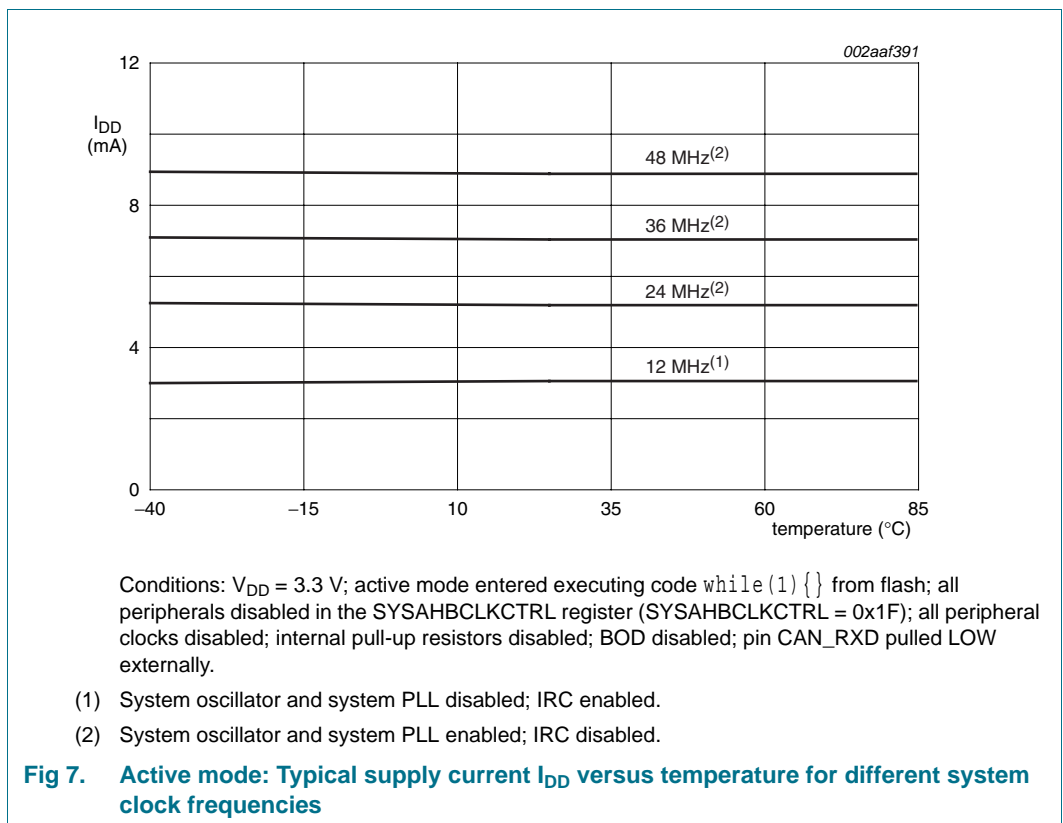 002aaf391
12
I_DD
(mA)
48 MHz(2)
8
36 MHz(2)
24 MHz(2)
4
12 MHz(1)
0
−40
−15
10
35
60
85
temperature (°C)
Conditions: V_DD = 3.3 V; active mode entered executing code while(1){} from flash; all
peripherals disabled in the SYSAHBCLKCTRL register (SYSAHBCLKCTRL = 0x1F); all peripheral
clocks disabled; internal pull-up resistors disabled; BOD disabled; pin CAN_RXD pulled LOW
externally.
(1) System oscillator and system PLL disabled; IRC enabled.
(2) System oscillator and system PLL enabled; IRC disabled.
Fig 7. Active mode: Typical supply current I_DD versus temperature for different system
clock frequencies